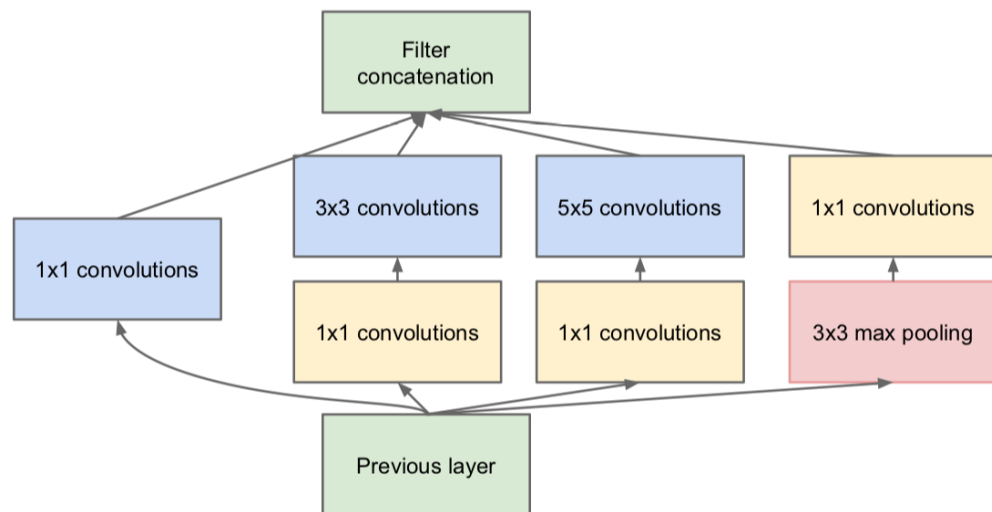 Filter
concatenation
3x3 convolutions
5x5 convolutions
1x1 convolutions
1x1 convolutions
1x1 convolutions
1x1 convolutions
3x3 max pooling
Previous layer